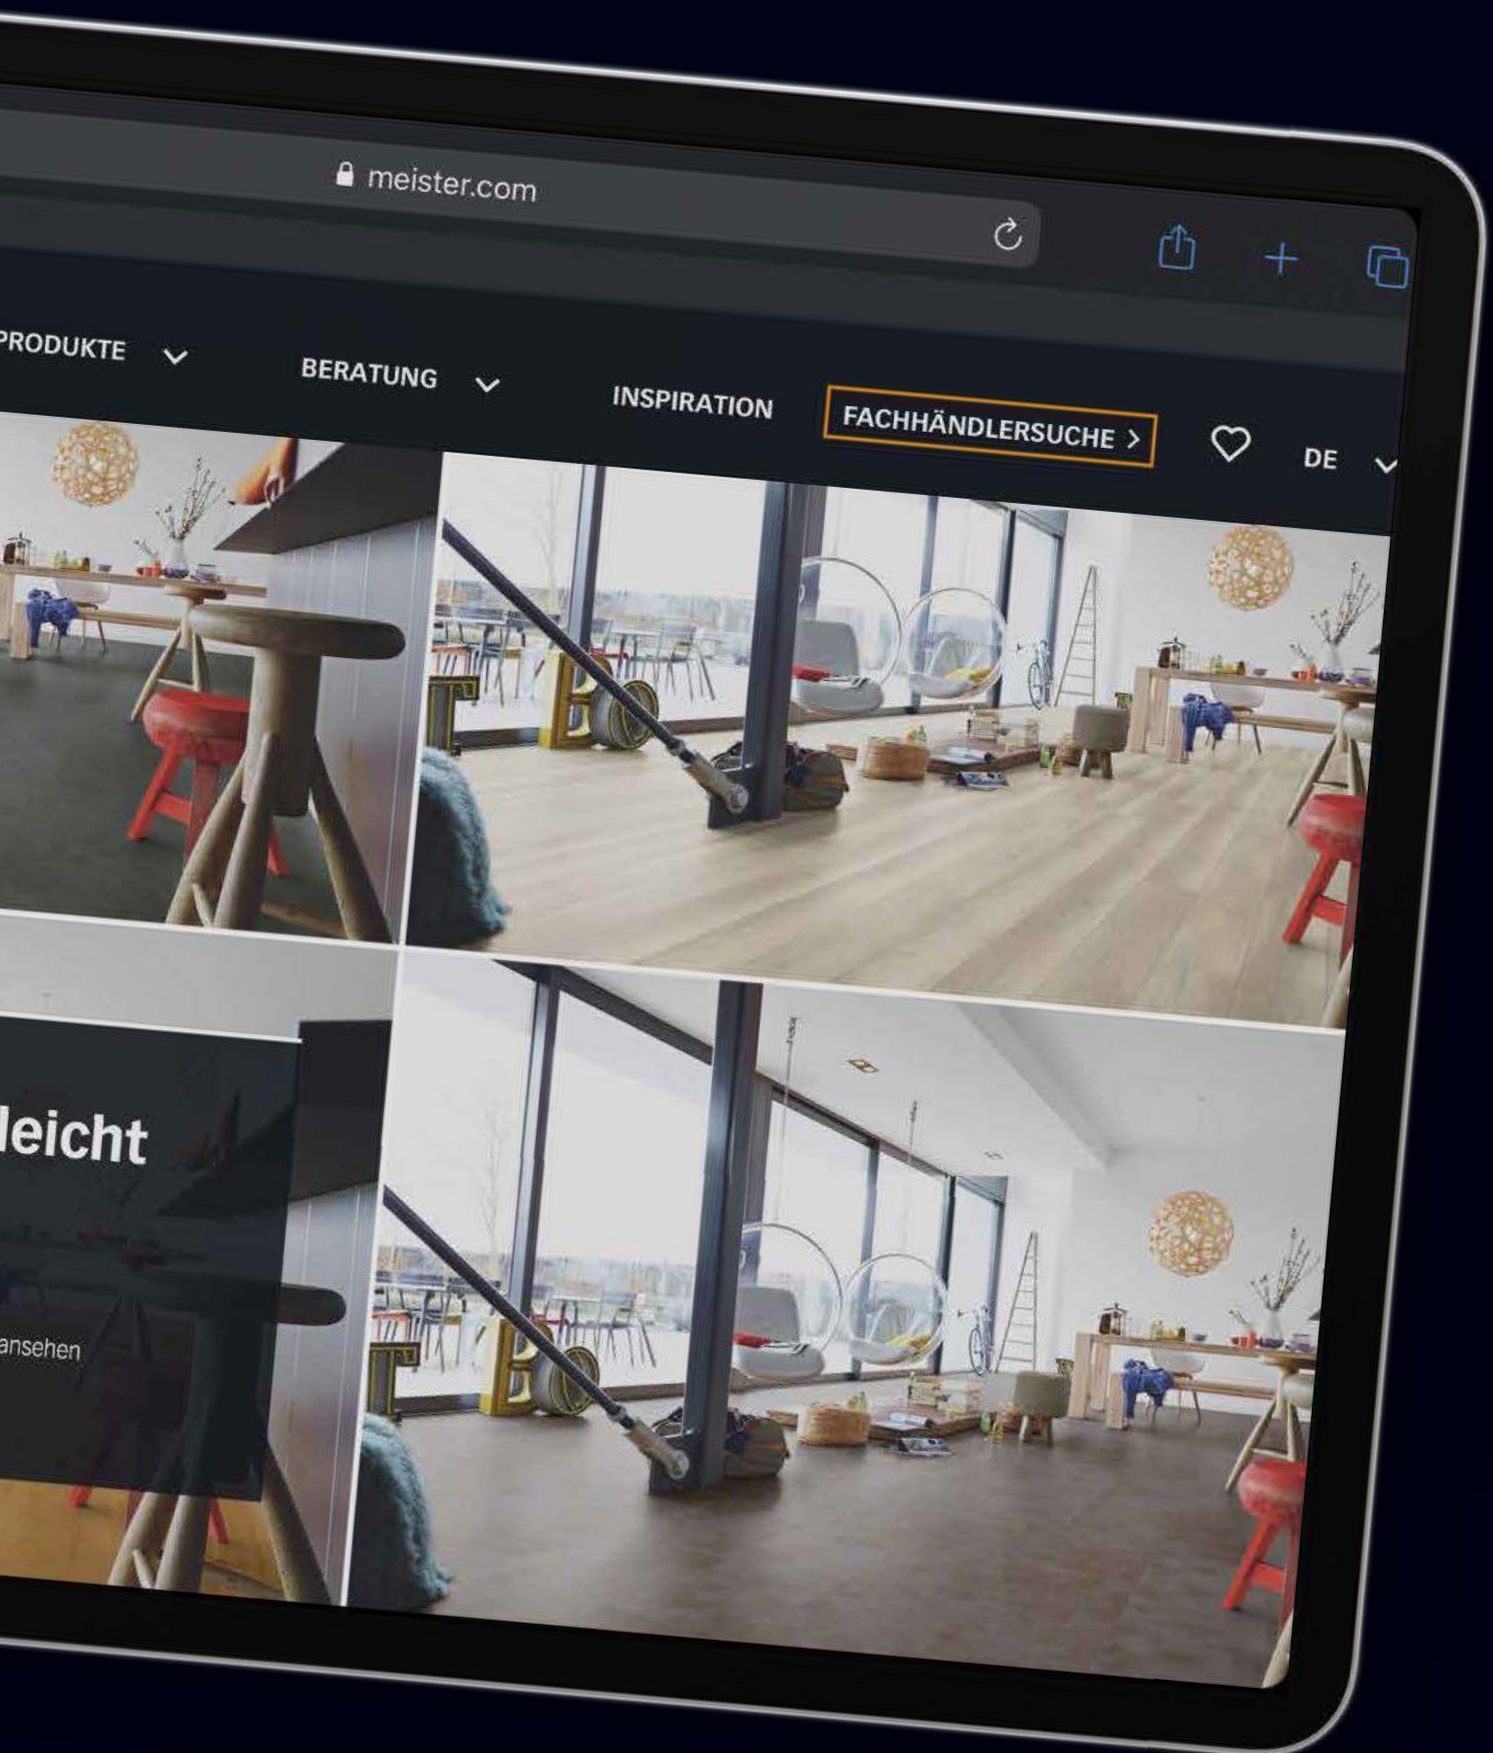 meister.com
PRODUKTE
BERATUNG
INSPIRATION
FACHHÄNDLERSUCHE >
DE
leicht
ansehen